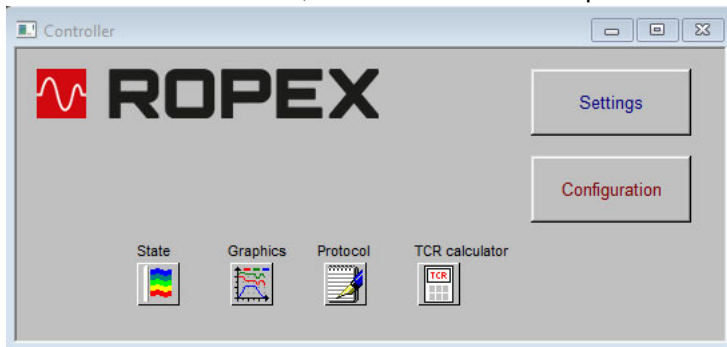 Controller
ROPEX
Settings
Configuration
State Graphics Protocol TCR calculator
TCR